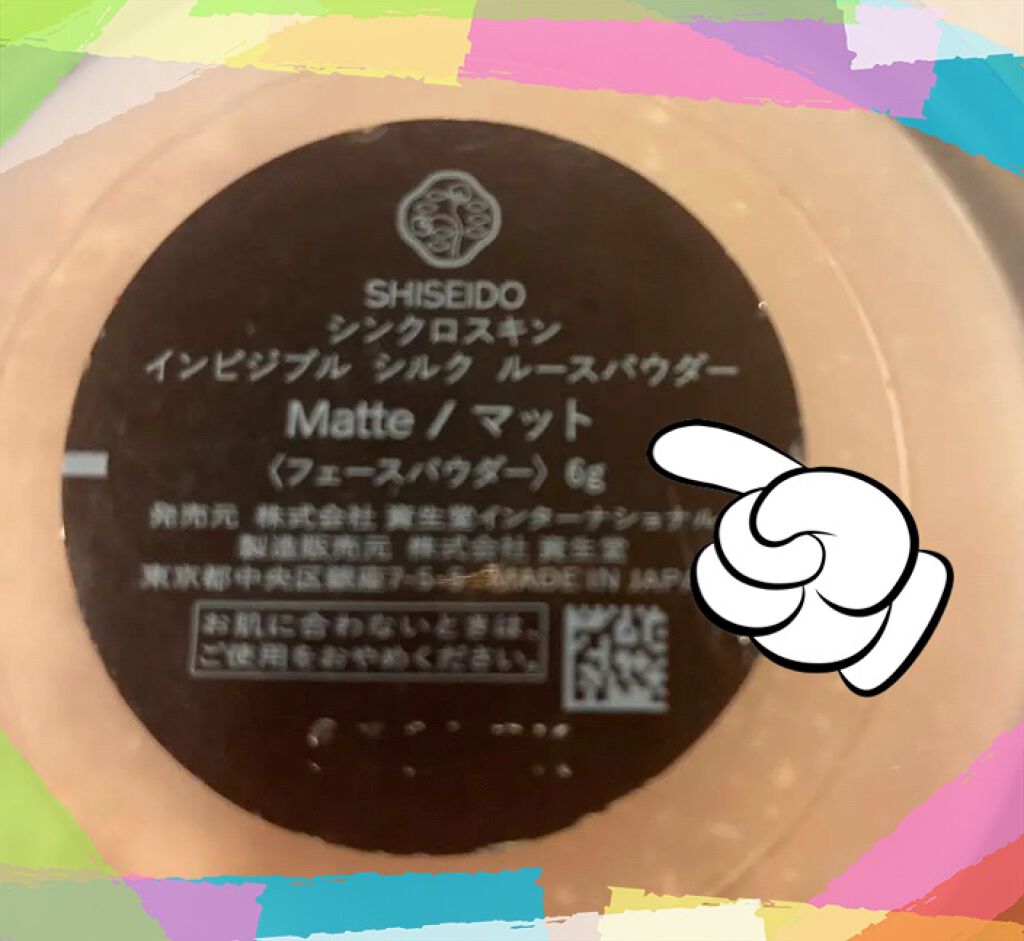 SHISEIDO
シンクロスキン
インビジブル シルク ルースパウダー
Matte / マット
〈フェースパウダー〉 6g
発売元 株式会社 資生堂インターナショナル
製造販売元 株式会社 資生堂
東京都中央区銀座7-5-5 MADE IN JAPA
お肌に合わないときは、
ご使用をおやめください。